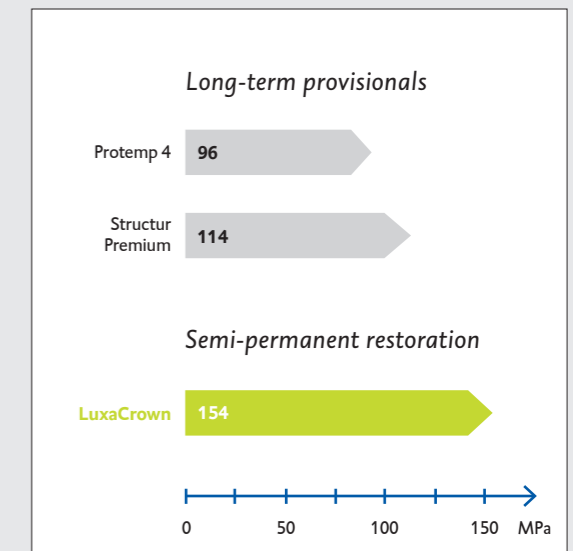 Long-term provisionals
Protemp 4
96
Structur
Premium
114
Semi-permanent restoration
LuxaCrown
154
0 50 100 150 MPa